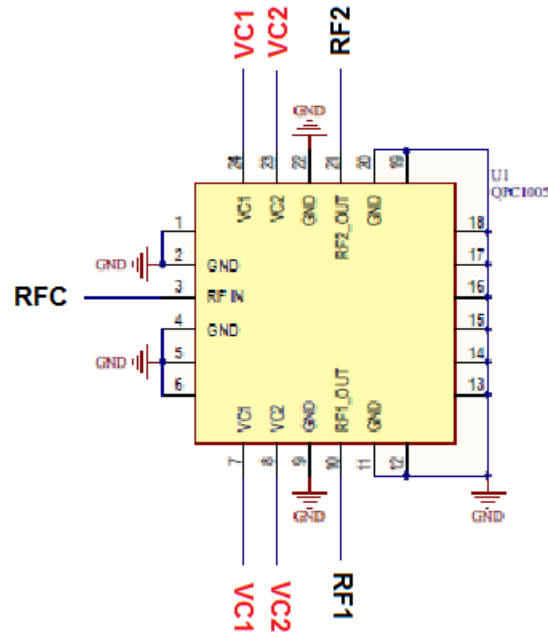 VC1
VC2
RF2
GND
24
23
22
21
20
19
U1
QPC1005
VC1
VC2
GND
RF2_OUT
GND
1
2
3
4
5
6
GND
GND
RFC
RF IN
GND
GND
18
17
16
15
14
13
VC1
VC2
GND
RF1_OUT
GND
7
8
9
10
11
12
GND
GND
VC1
VC2
RF1